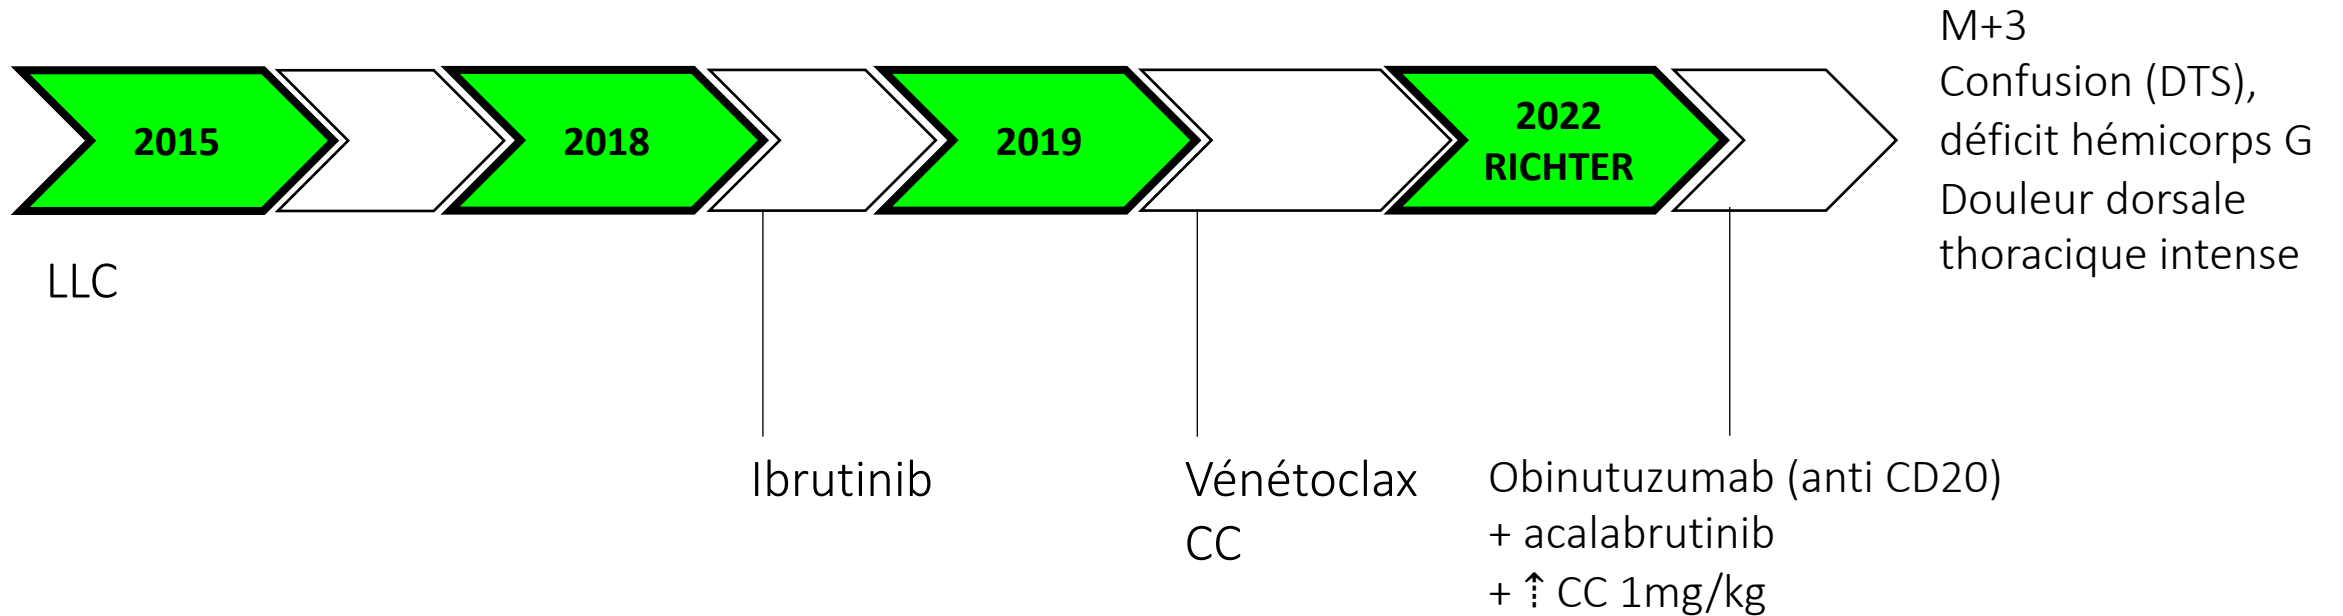 M+3
Confusion (DTS),
déficit hémicorps G
Douleur dorsale
thoracique intense
2015
2018
2019
2022
RICHTER
LLC
Ibrutinib
Vénétoclax
CC
Obinutuzumab (anti CD20)
+ acalabrutinib
+ ⇡ CC 1mg/kg